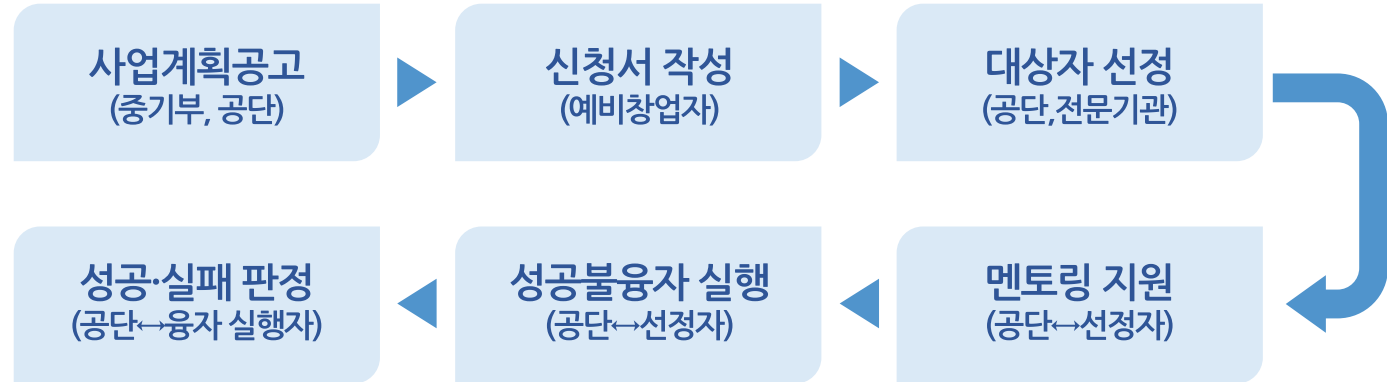 사업계획공고
(중기부, 공단)
신청서 작성
(예비창업자)
대상자 선정
(공단,전문기관)
멘토링 지원
(공단↔선정자)
성공불융자 실행
(공단↔선정자)
성공·실패 판정
(공단↔융자 실행자)